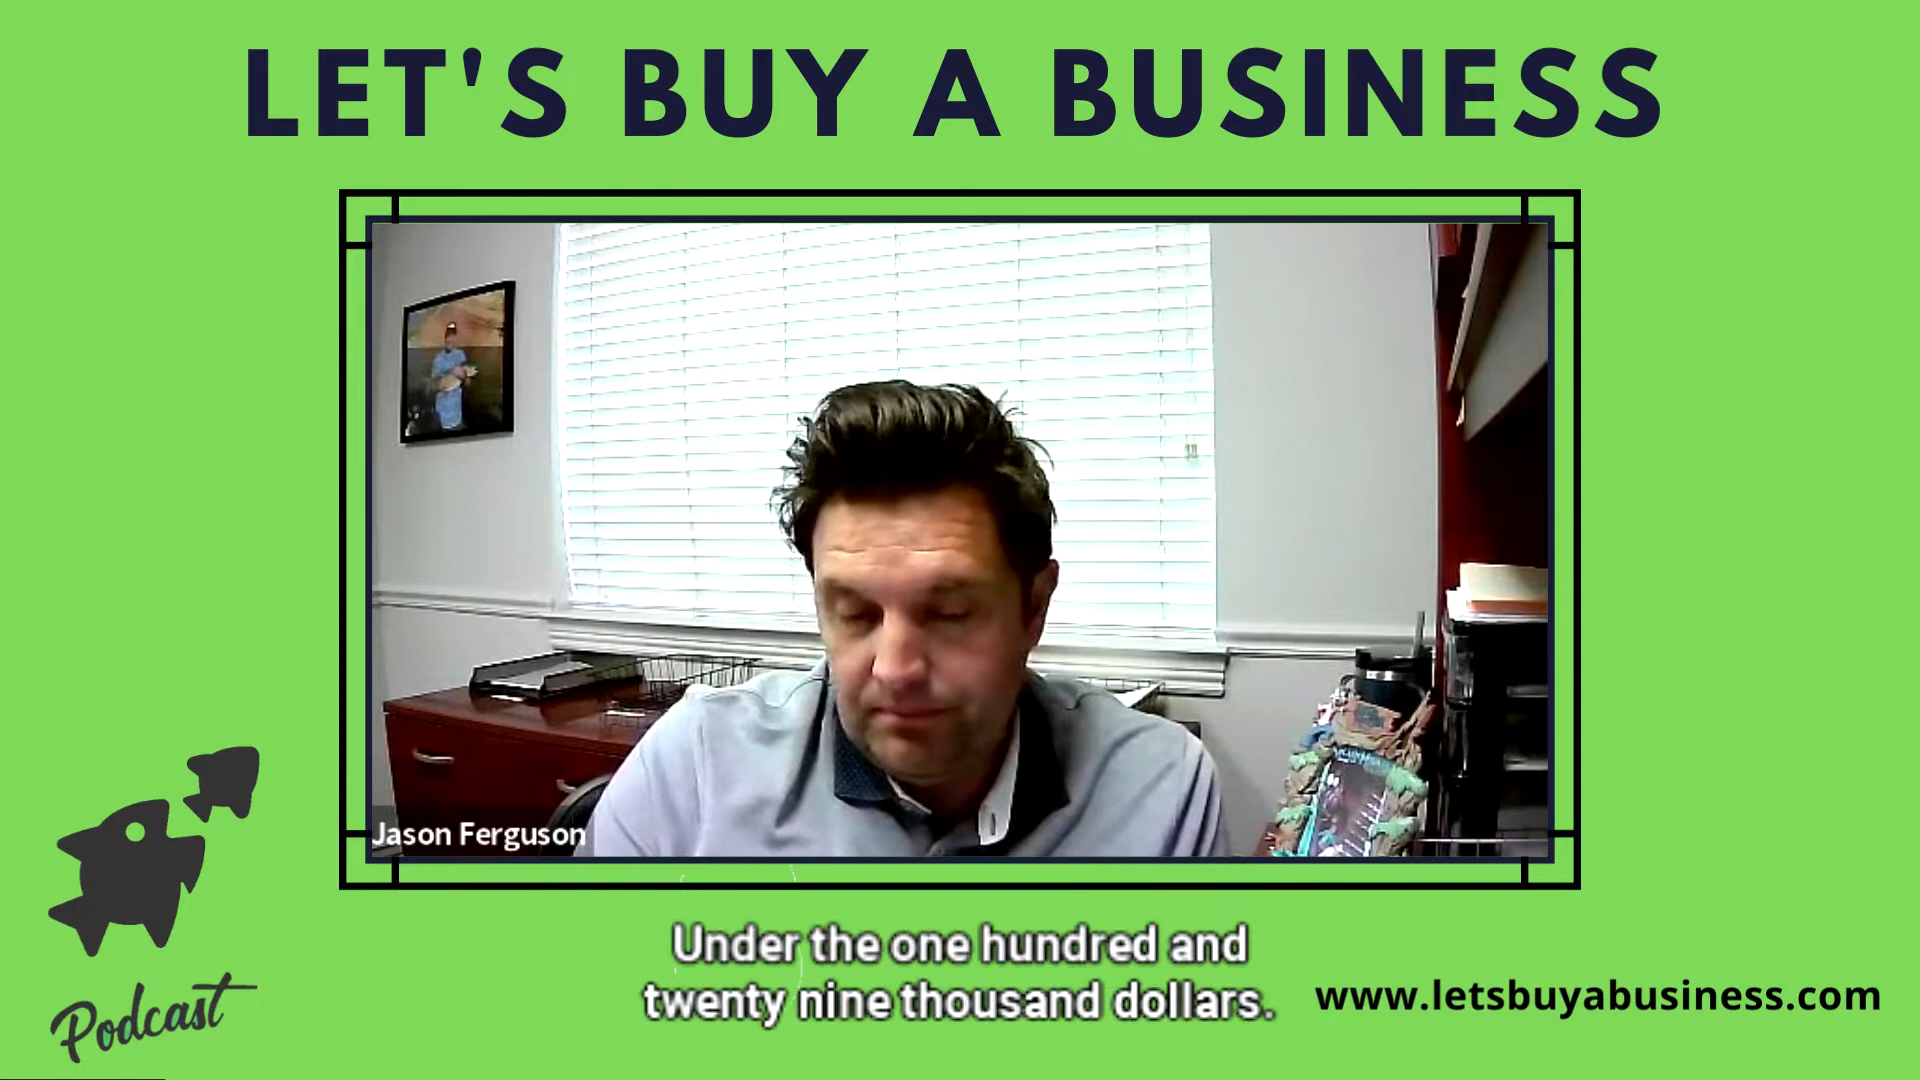 LET'S BUY A BUSINESS
Jason Ferguson
Under the one hundred and
twenty nine thousand dollars.
www.letsbuyabusiness.com
Podcast